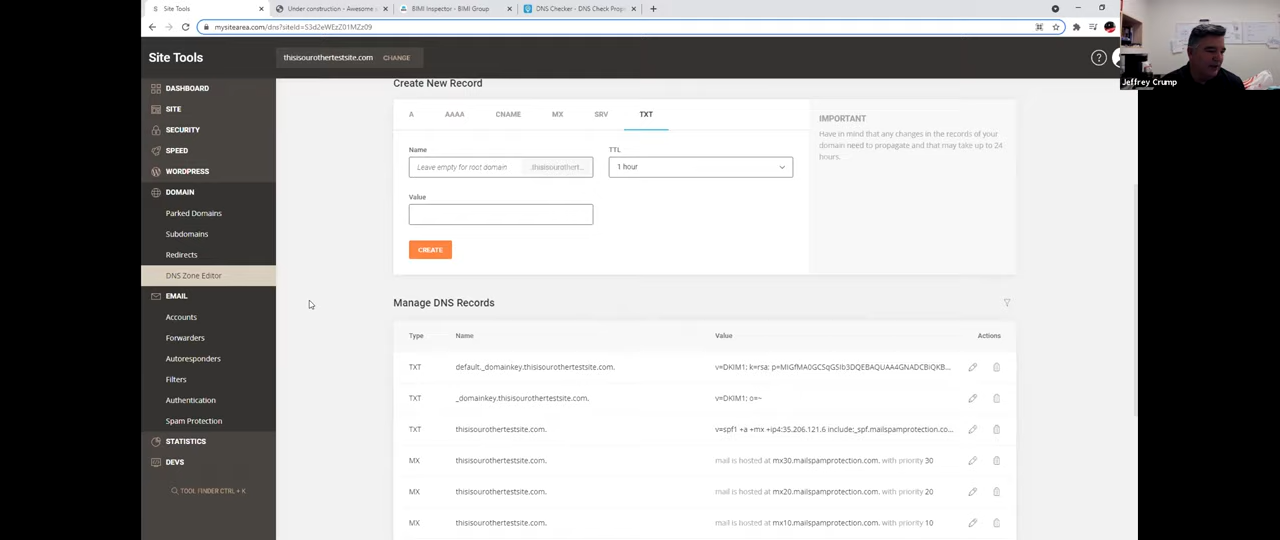 Site Tools
Under construction - Awesome s
BIMI Inspector - BIMI Group
DNS Checker - DNS Check Prop
mysitearea.com/dns?siteId=
Site Tools
thisisourothertestsite.com CHANGE
Jeffrey Crump
DASHBOARD
SITE
SECURITY
SPEED
WORDPRESS
DOMAIN
Parked Domains
Subdomains
Redirects
DNS Zone Editor
EMAIL
Accounts
Forwarders
Autoresponders
Filters
Authentication
Spam Protection
STATISTICS
DEVS
TOOL FINDER CTRL + K
Create New Record
A AAAA CNAME MX SRV TXT
Name TTL
Leave empty for root domain .thisisourothert... 1 hour
Value
CREATE
IMPORTANT
Have in mind that any changes in the records of your
domain need to propagate and that may take up to 24
hours.
Manage DNS Records
Type Name Value Actions
TXT default._domainkey.thisisourothertestsite.com. v=DKIM1; k=rsa;
TXT _domainkey.thisisourothertestsite.com. v=DKIM1; o=~
TXT thisisourothertestsite.com. v=spf1 +a +mx +ip4:35.206.121.6 include:_spf.mailspamprotection.co...
MX thisisourothertestsite.com. mail is hosted at mx30.mailspamprotection.com. with priority 30
MX thisisourothertestsite.com. mail is hosted at mx20.mailspamprotection.com. with priority 20
MX thisisourothertestsite.com. mail is hosted at mx10.mailspamprotection.com. with priority 10